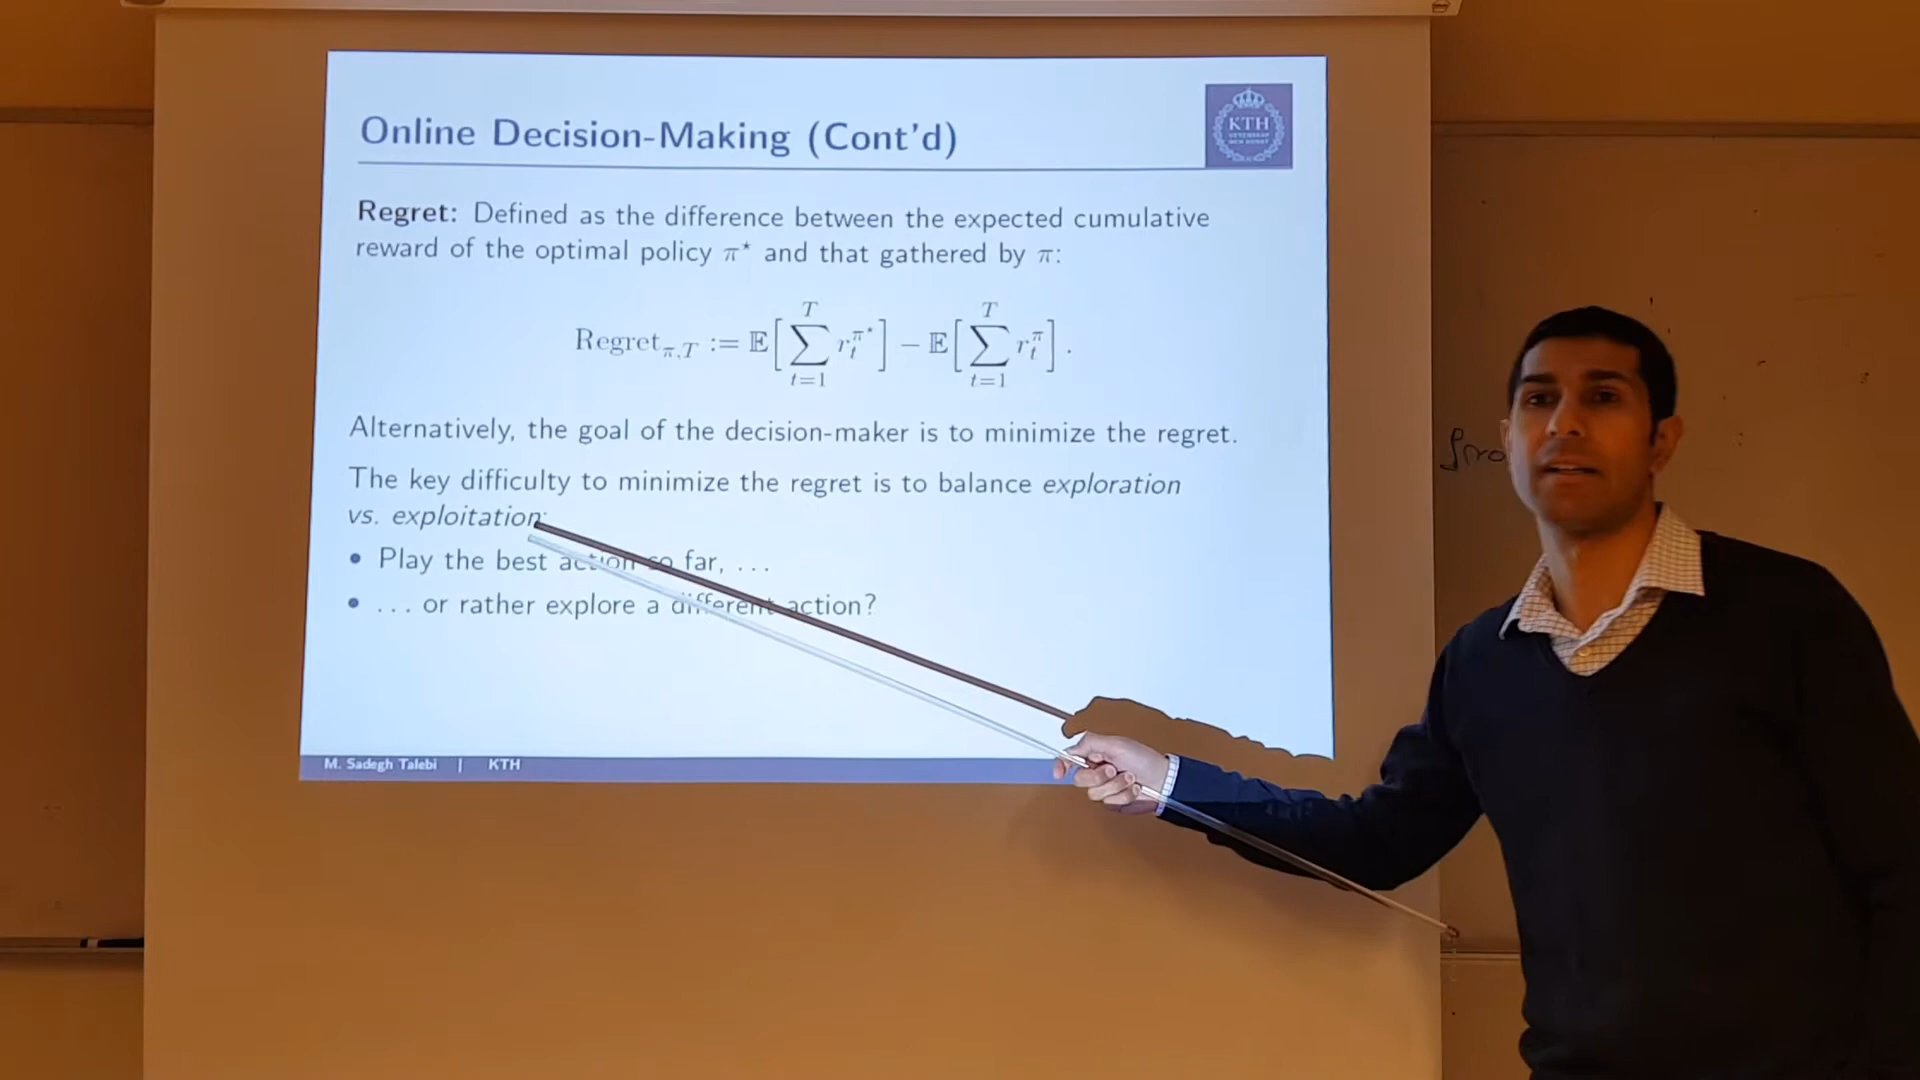 Online Decision-Making (Cont'd)
KTH
Regret: Defined as the difference between the expected cumulative
reward of the optimal policy π* and that gathered by π:
Regret_{π,T} := 𝔼[∑_{t=1}^{T} r_t^{π*}] − 𝔼[∑_{t=1}^{T} r_t^{π}].
Alternatively, the goal of the decision-maker is to minimize the regret.
The key difficulty to minimize the regret is to balance exploration
vs. exploitation:
• Play the best action so far, ...
• ... or rather explore a different action?
M. Sadegh Talebi | KTH